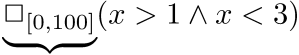 □[0,100](x > 1 ∧ x < 3)